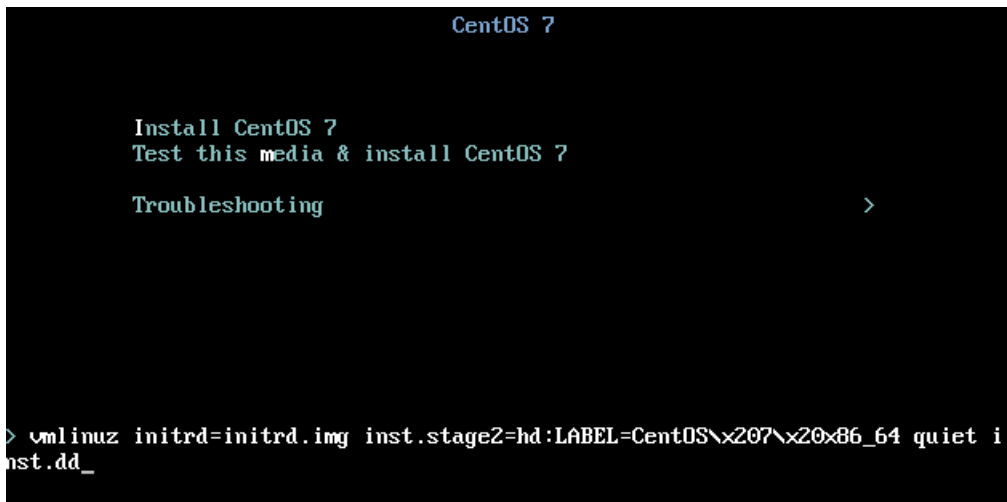 CentOS 7
Install CentOS 7
Test this media & install CentOS 7
Troubleshooting >
> vmlinuz initrd=initrd.img inst.stage2=hd:LABEL=CentOS\x207\x20x86_64 quiet i
nst.dd_